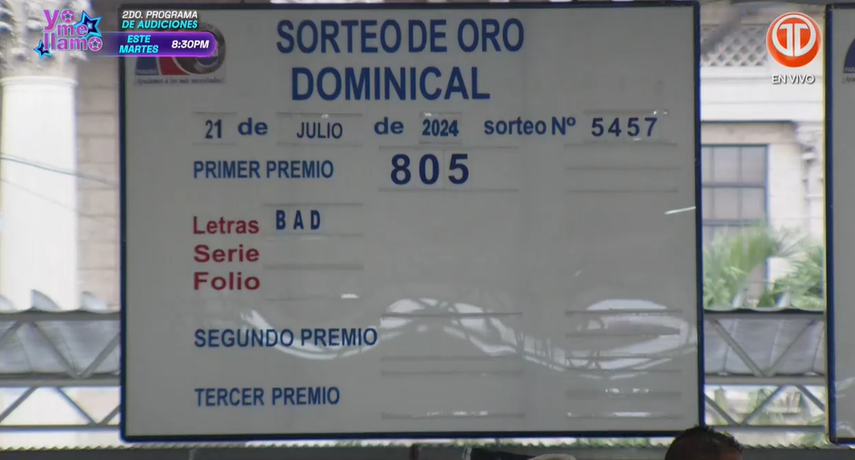 yo
me
llamo
2DO. PROGRAMA
DE AUDICIONES
ESTE
MARTES
8:30PM
EN VIVO
SORTEO DE ORO
DOMINICAL
21 de JULIO de 2024 sorteo Nº 5457
PRIMER PREMIO 805
Letras BAD
Serie
Folio
SEGUNDO PREMIO
TERCER PREMIO